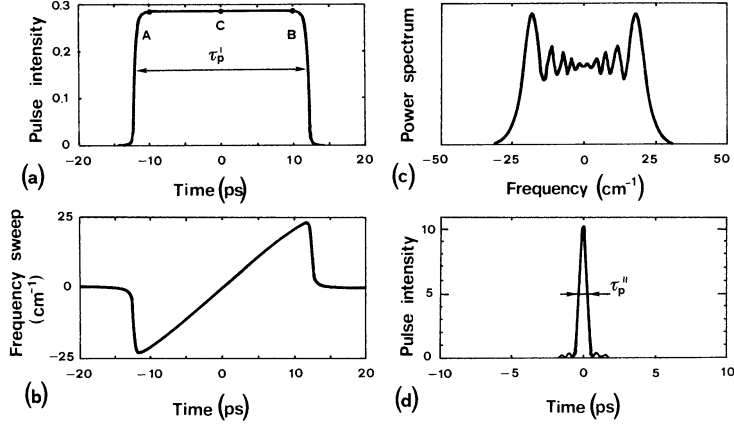 0.3
0.2
0.1
0
Pulse intensity
A
C
B
τp'
-20
-10
0
10
20
(a)
Time (ps)
Power spectrum
-50
-25
0
25
50
(c)
Frequency (cm⁻¹)
25
0
-25
Frequency sweep
(cm⁻¹)
-20
-10
0
10
20
(b)
Time (ps)
10
5
0
Pulse intensity
τp"
-10
-5
0
5
10
(d)
Time (ps)